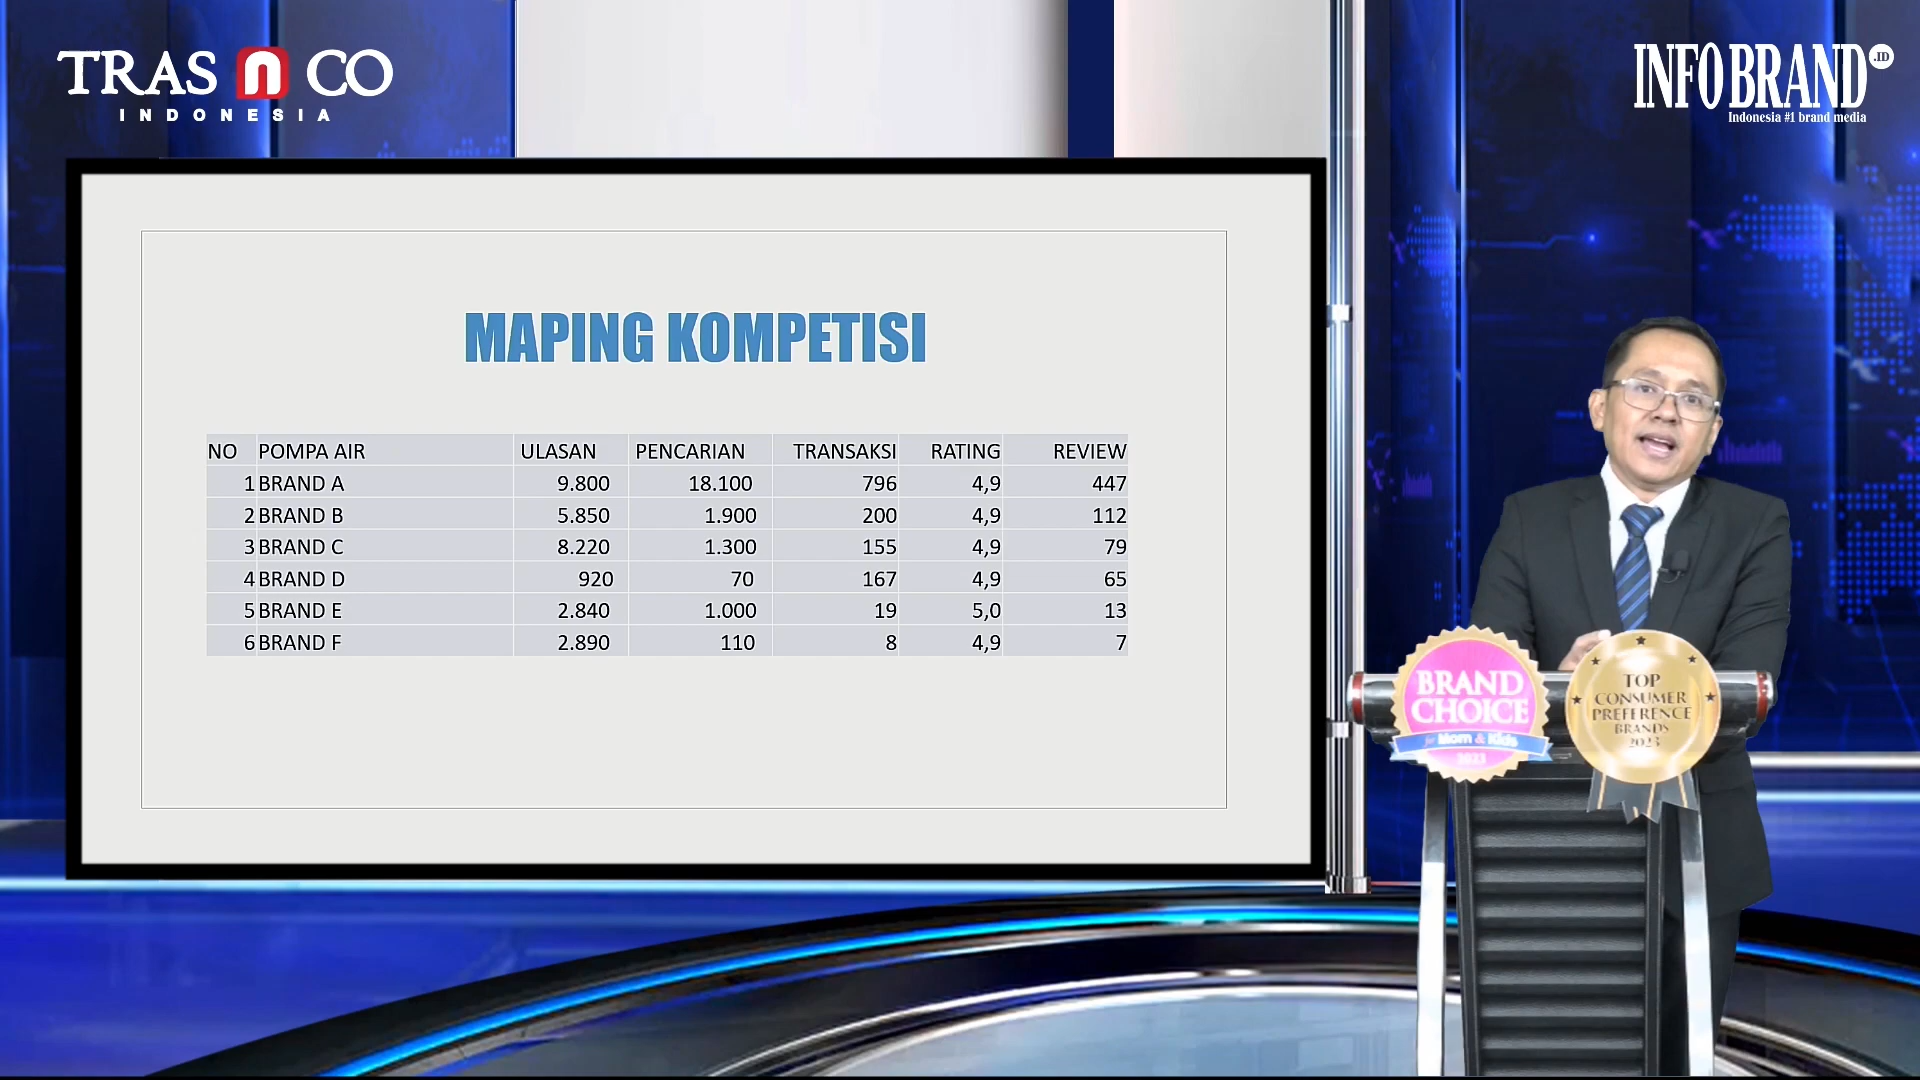 TRAS N CO
INDONESIA
INFOBRAND.ID
Indonesia #1 brand media
MAPING KOMPETISI
NO POMPA AIR ULASAN PENCARIAN TRANSAKSI RATING REVIEW
1 BRAND A 9.800 18.100 796 4,9 447
2 BRAND B 5.850 1.900 200 4,9 112
3 BRAND C 8.220 1.300 155 4,9 79
4 BRAND D 920 70 167 4,9 65
5 BRAND E 2.840 1.000 19 5,0 13
6 BRAND F 2.890 110 8 4,9 7
BRAND
CHOICE
for Mom & Kids
2023
TOP
CONSUMER
PREFERENCE
BRANDS
2023